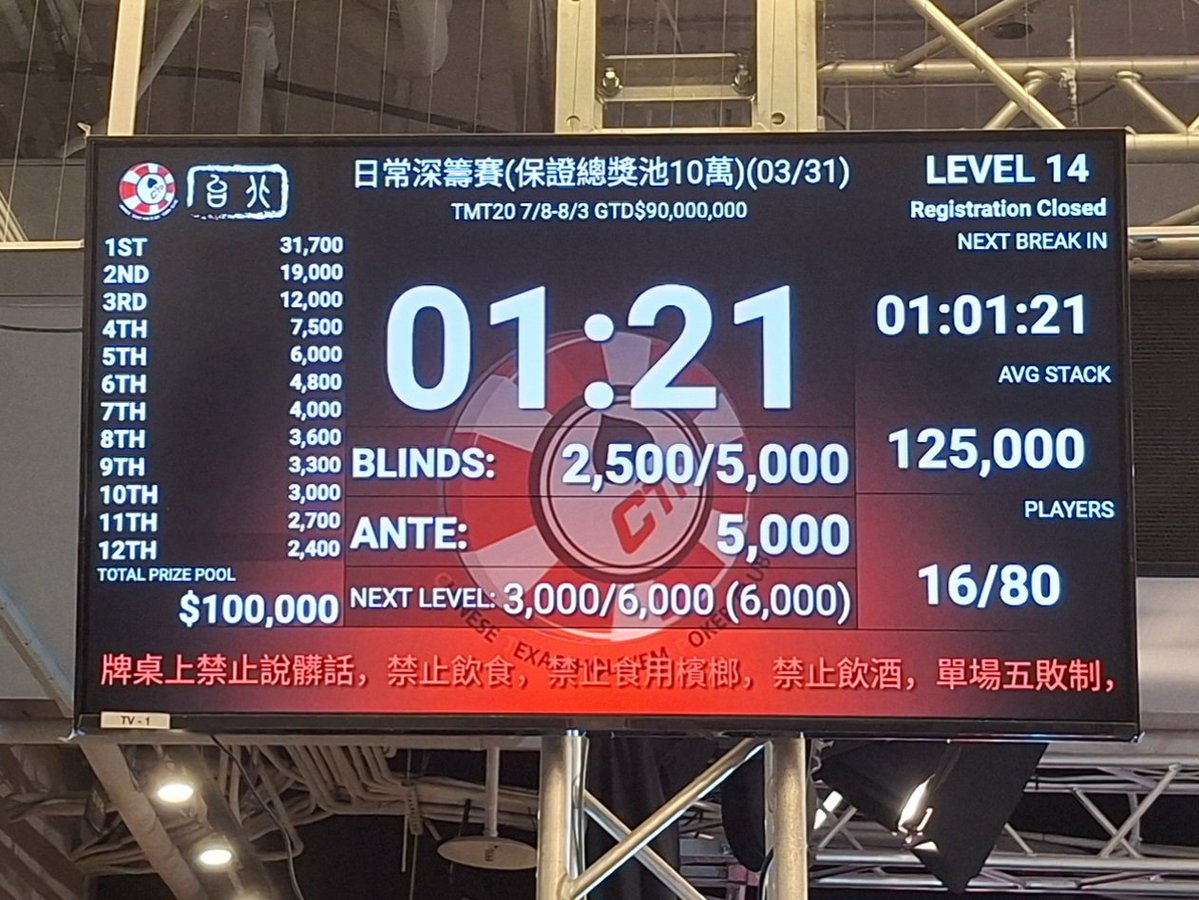 台北
日常深籌賽(保證總獎池10萬)(03/31)
TMT20 7/8-8/3 GTD$90,000,000
LEVEL 14
Registration Closed
NEXT BREAK IN
01:01:21
AVG STACK
125,000
PLAYERS
16/80
1ST 31,700
2ND 19,000
3RD 12,000
4TH 7,500
5TH 6,000
6TH 4,800
7TH 4,000
8TH 3,600
9TH 3,300
10TH 3,000
11TH 2,700
12TH 2,400
TOTAL PRIZE POOL
$100,000
01:21
BLINDS: 2,500/5,000
ANTE: 5,000
NEXT LEVEL: 3,000/6,000 (6,000)
牌桌上禁止說髒話，禁止飲食，禁止食用檳榔，禁止飲酒，單場五敗制，
TV - 1